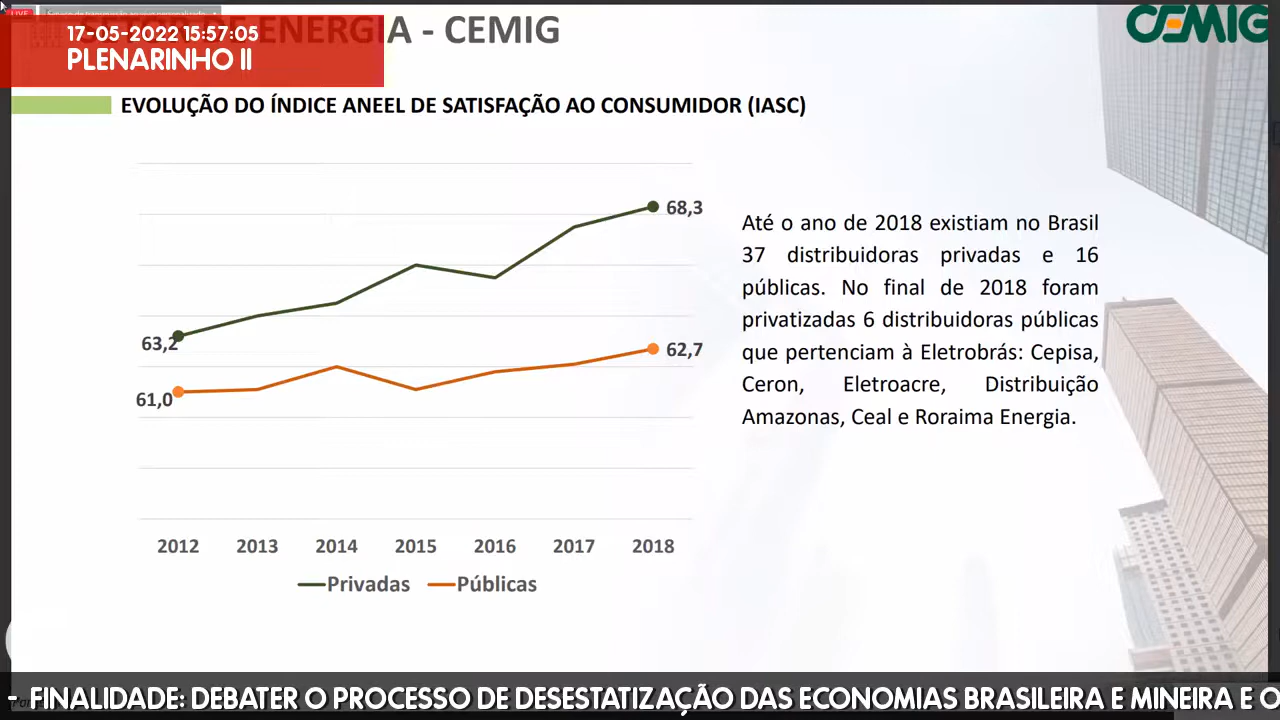 LIVE
17-05-2022 15:57:05
PLENARINHO II
ENERGIA - CEMIG
CEMIG
EVOLUÇÃO DO ÍNDICE ANEEL DE SATISFAÇÃO AO CONSUMIDOR (IASC)
68,3
63,2
62,7
61,0
2012 2013 2014 2015 2016 2017 2018
Privadas Públicas
Até o ano de 2018 existiam no Brasil
37 distribuidoras privadas e 16
públicas. No final de 2018 foram
privatizadas 6 distribuidoras públicas
que pertenciam à Eletrobrás: Cepisa,
Ceron, Eletroacre, Distribuição
Amazonas, Ceal e Roraima Energia.
- FINALIDADE: DEBATER O PROCESSO DE DESESTATIZAÇÃO DAS ECONOMIAS BRASILEIRA E MINEIRA E O